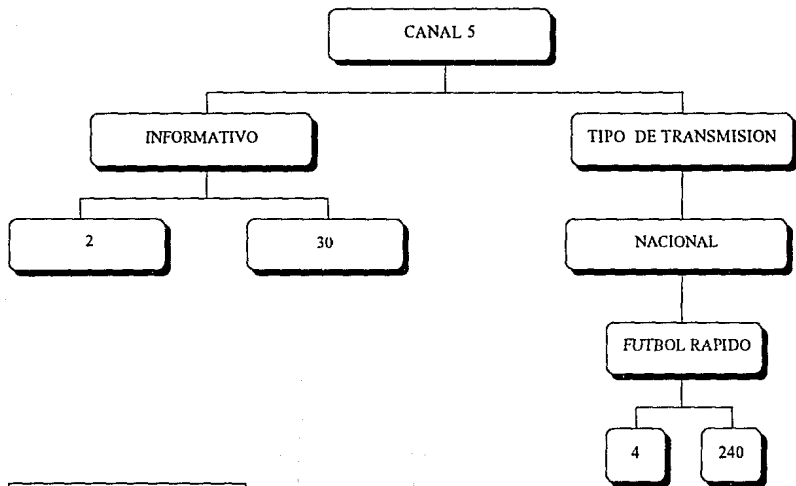 CANAL 5
INFORMATIVO
TIPO DE TRANSMISION
2
30
NACIONAL
FUTBOL RAPIDO
4
240